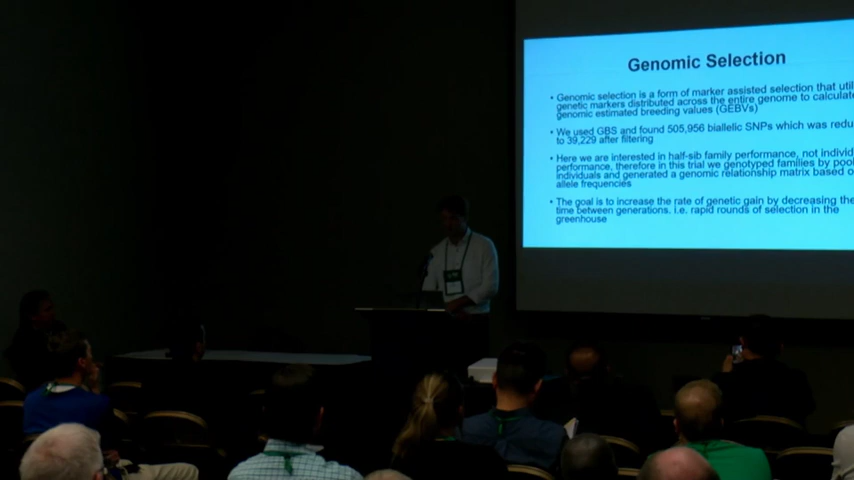 Genomic Selection
• Genomic selection is a form of marker assisted selection that util
genetic markers distributed across the entire genome to calculate
genomic estimated breeding values (GEBVs)
• We used GBS and found 505,956 biallelic SNPs which was redu
to 39,229 after filtering
• Here we are interested in half-sib family performance, not individ
performance, therefore in this trial we genotyped families by pool
individuals and generated a genomic relationship matrix based o
allele frequencies
• The goal is to increase the rate of genetic gain by decreasing the
time between generations. i.e. rapid rounds of selection in the
greenhouse